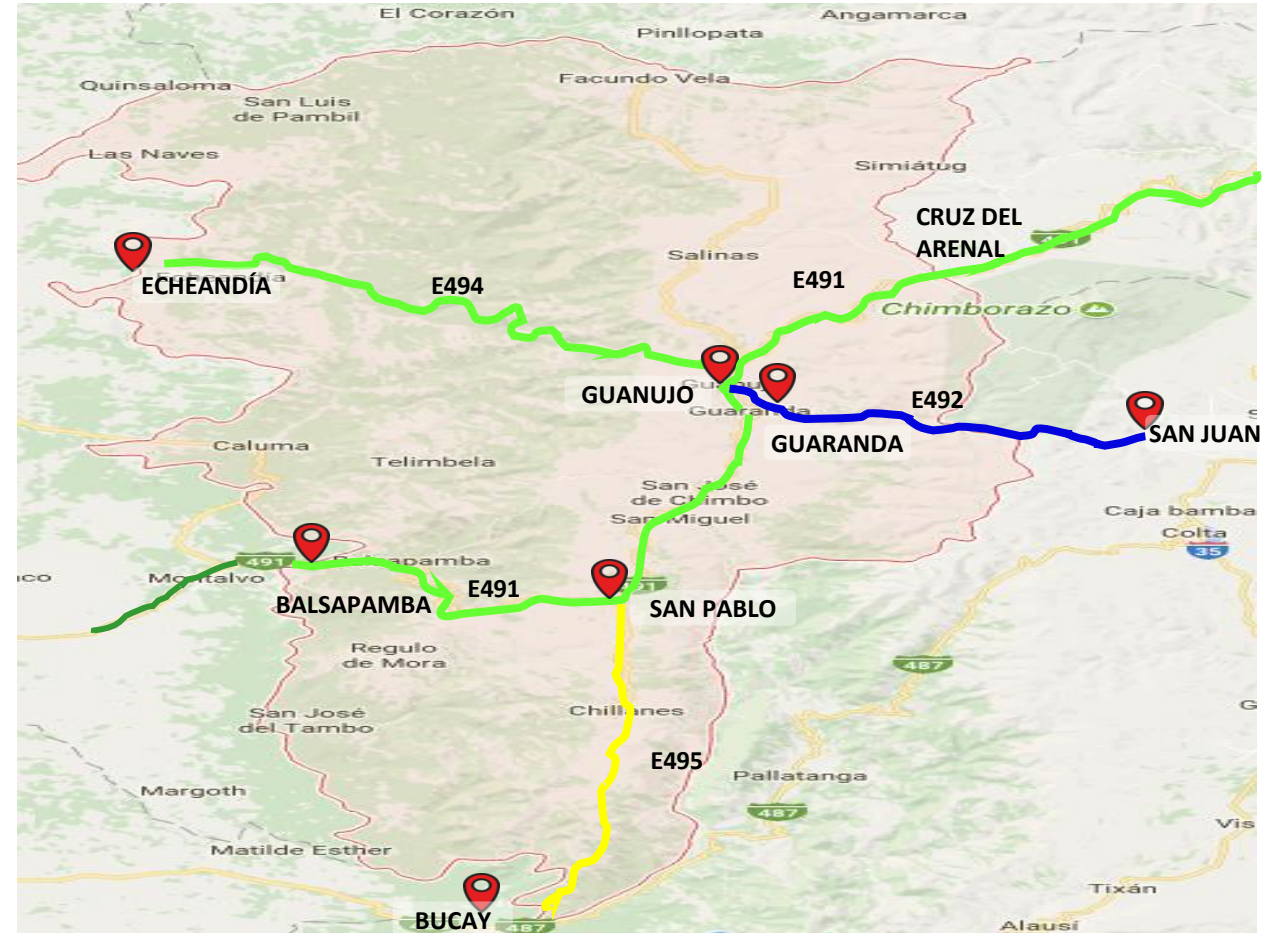 El Corazón
Angamarca
Pinllopata
Facundo Vela
Quinsaloma
San Luis
de Pambil
Las Naves
Simiátug
CRUZ DEL
ARENAL
Salinas
E491
ECHEANDÍA
E494
Chimborazo
GUANUJO
Guaranda
E492
GUARANDA
SAN JUAN
Caluma
Telimbela
San José
de Chimbo
San Miguel
Caja bamba
Colta
35
491
Balsapamba
Montalvo
E491
BALSAPAMBA
SAN PABLO
Regulo
de Mora
487
San José
del Tambo
Chillanes
E495
Pallatanga
Margoth
487
Vis
Matilde Esther
BUCAY
487
Tixán
Alausí